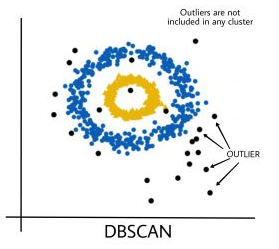 Outliers are not
included in any cluster
OUTLIER
DBSCAN